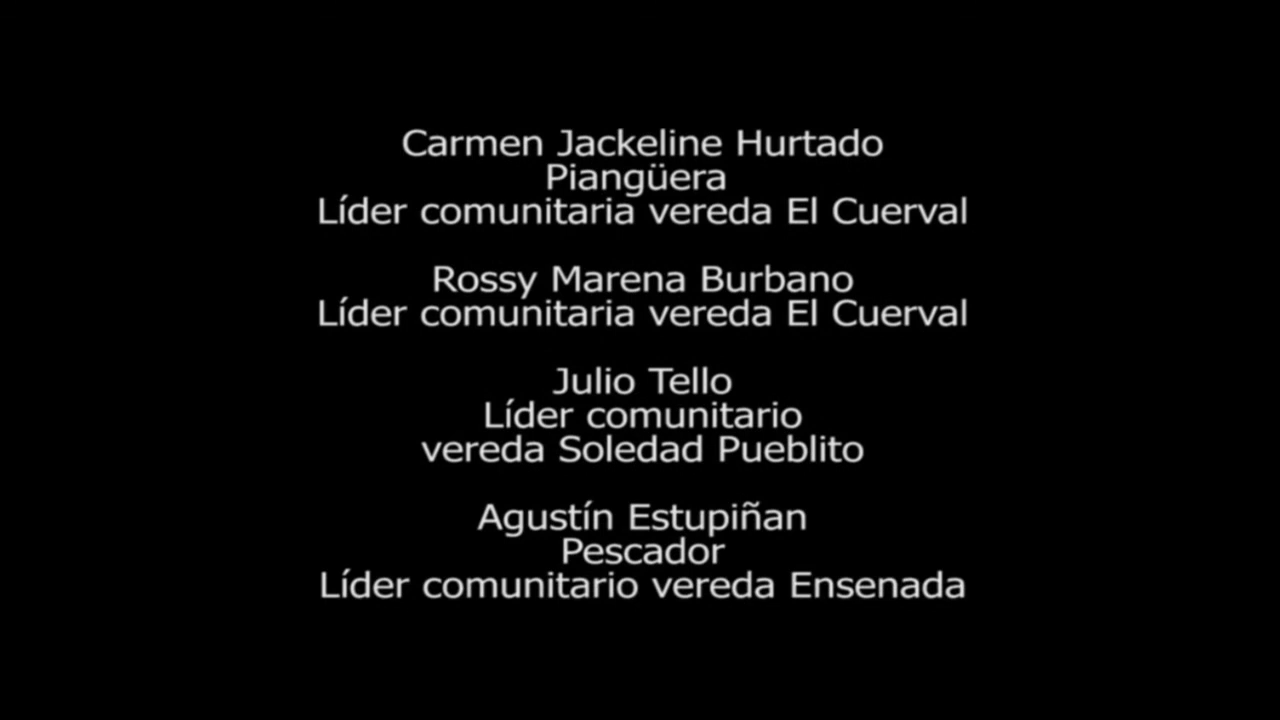 Carmen Jackeline Hurtado
Piangüera
Líder comunitaria vereda El Cuerval
Rossy Marena Burbano
Líder comunitaria vereda El Cuerval
Julio Tello
Líder comunitario
vereda Soledad Pueblito
Agustín Estupiñan
Pescador
Líder comunitario vereda Ensenada